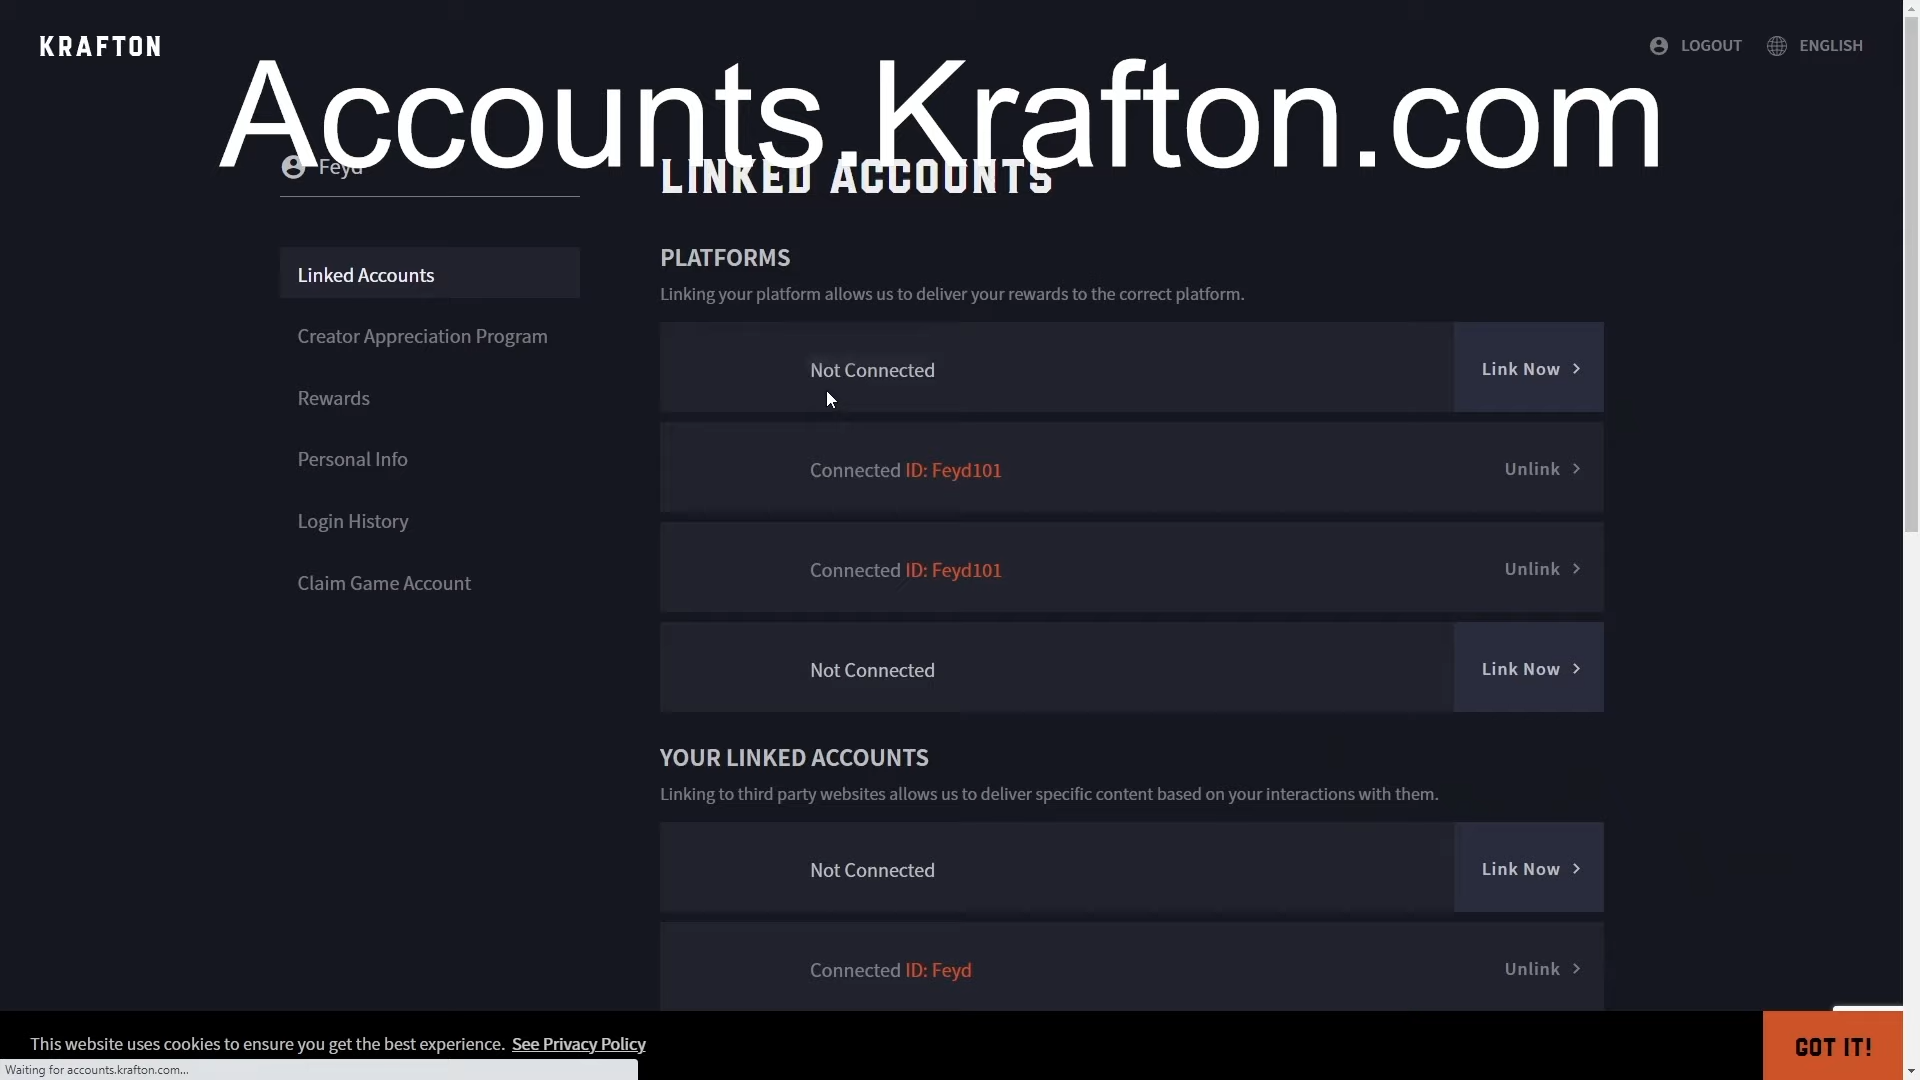 KRAFTON
LOGOUT
ENGLISH
Accounts.Krafton.com
Feyd
LINKED ACCOUNTS
Linked Accounts
Creator Appreciation Program
Rewards
Personal Info
Login History
Claim Game Account
PLATFORMS
Linking your platform allows us to deliver your rewards to the correct platform.
Not Connected
Link Now
Connected ID: Feyd101
Unlink
Connected ID: Feyd101
Unlink
Not Connected
Link Now
YOUR LINKED ACCOUNTS
Linking to third party websites allows us to deliver specific content based on your interactions with them.
Not Connected
Link Now
Connected ID: Feyd
Unlink
This website uses cookies to ensure you get the best experience. See Privacy Policy
GOT IT!
Waiting for accounts.krafton.com...